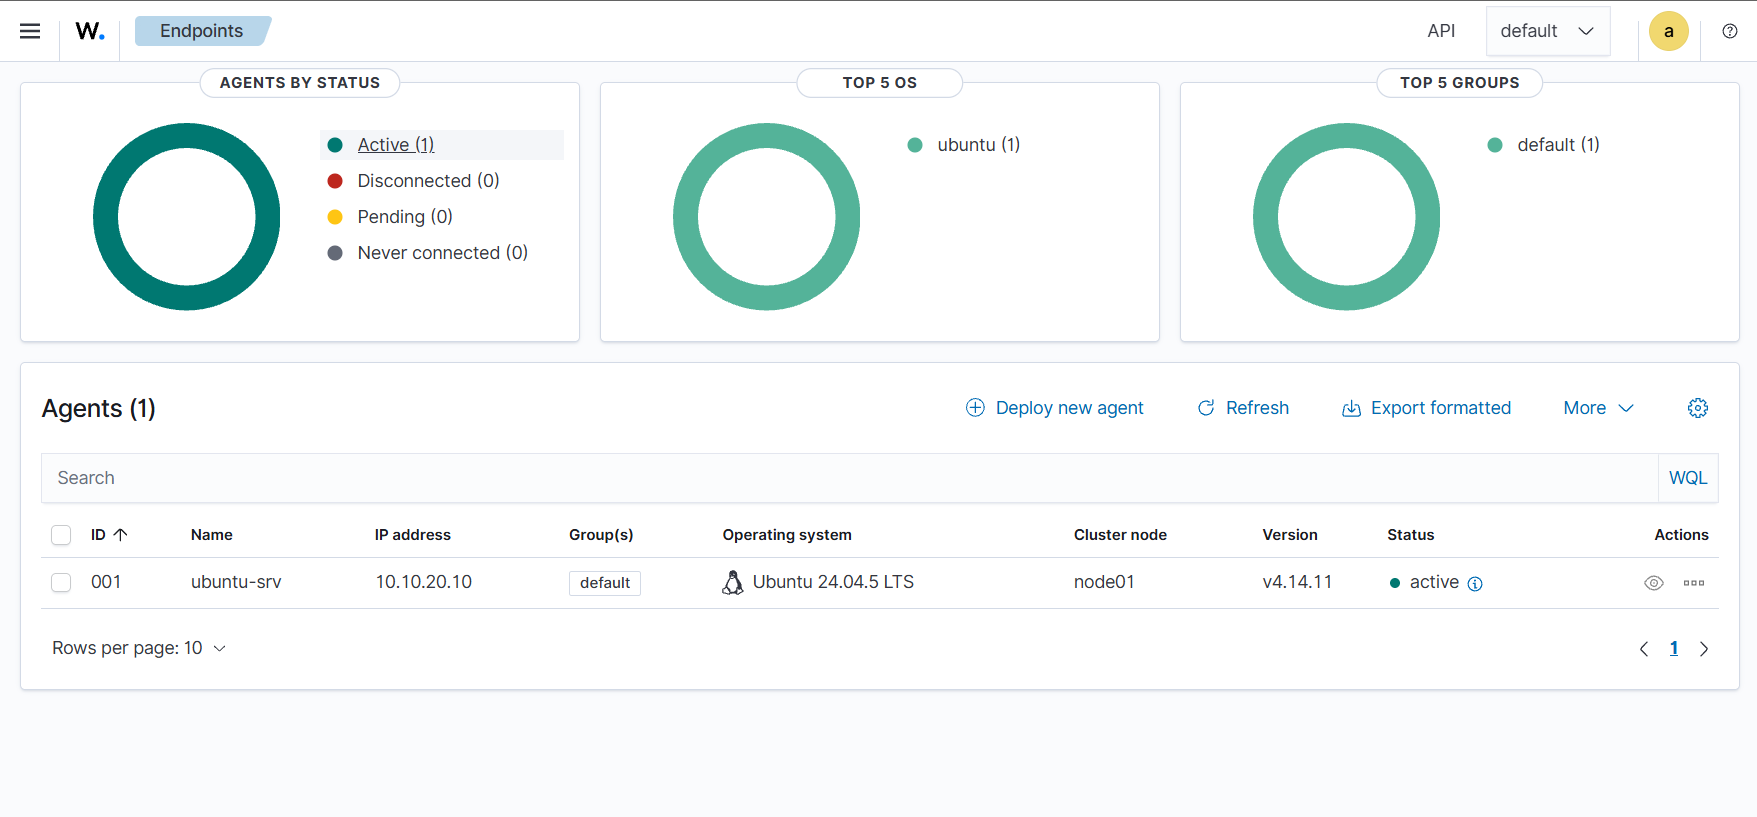 W. Endpoints API default a
AGENTS BY STATUS
Active (1)
Disconnected (0)
Pending (0)
Never connected (0)
TOP 5 OS
ubuntu (1)
TOP 5 GROUPS
default (1)
Agents (1) Deploy new agent Refresh Export formatted More
Search WQL
ID Name IP address Group(s) Operating system Cluster node Version Status Actions
001 ubuntu-srv 10.10.20.10 default Ubuntu 24.04.5 LTS node01 v4.14.11 active
Rows per page: 10 1